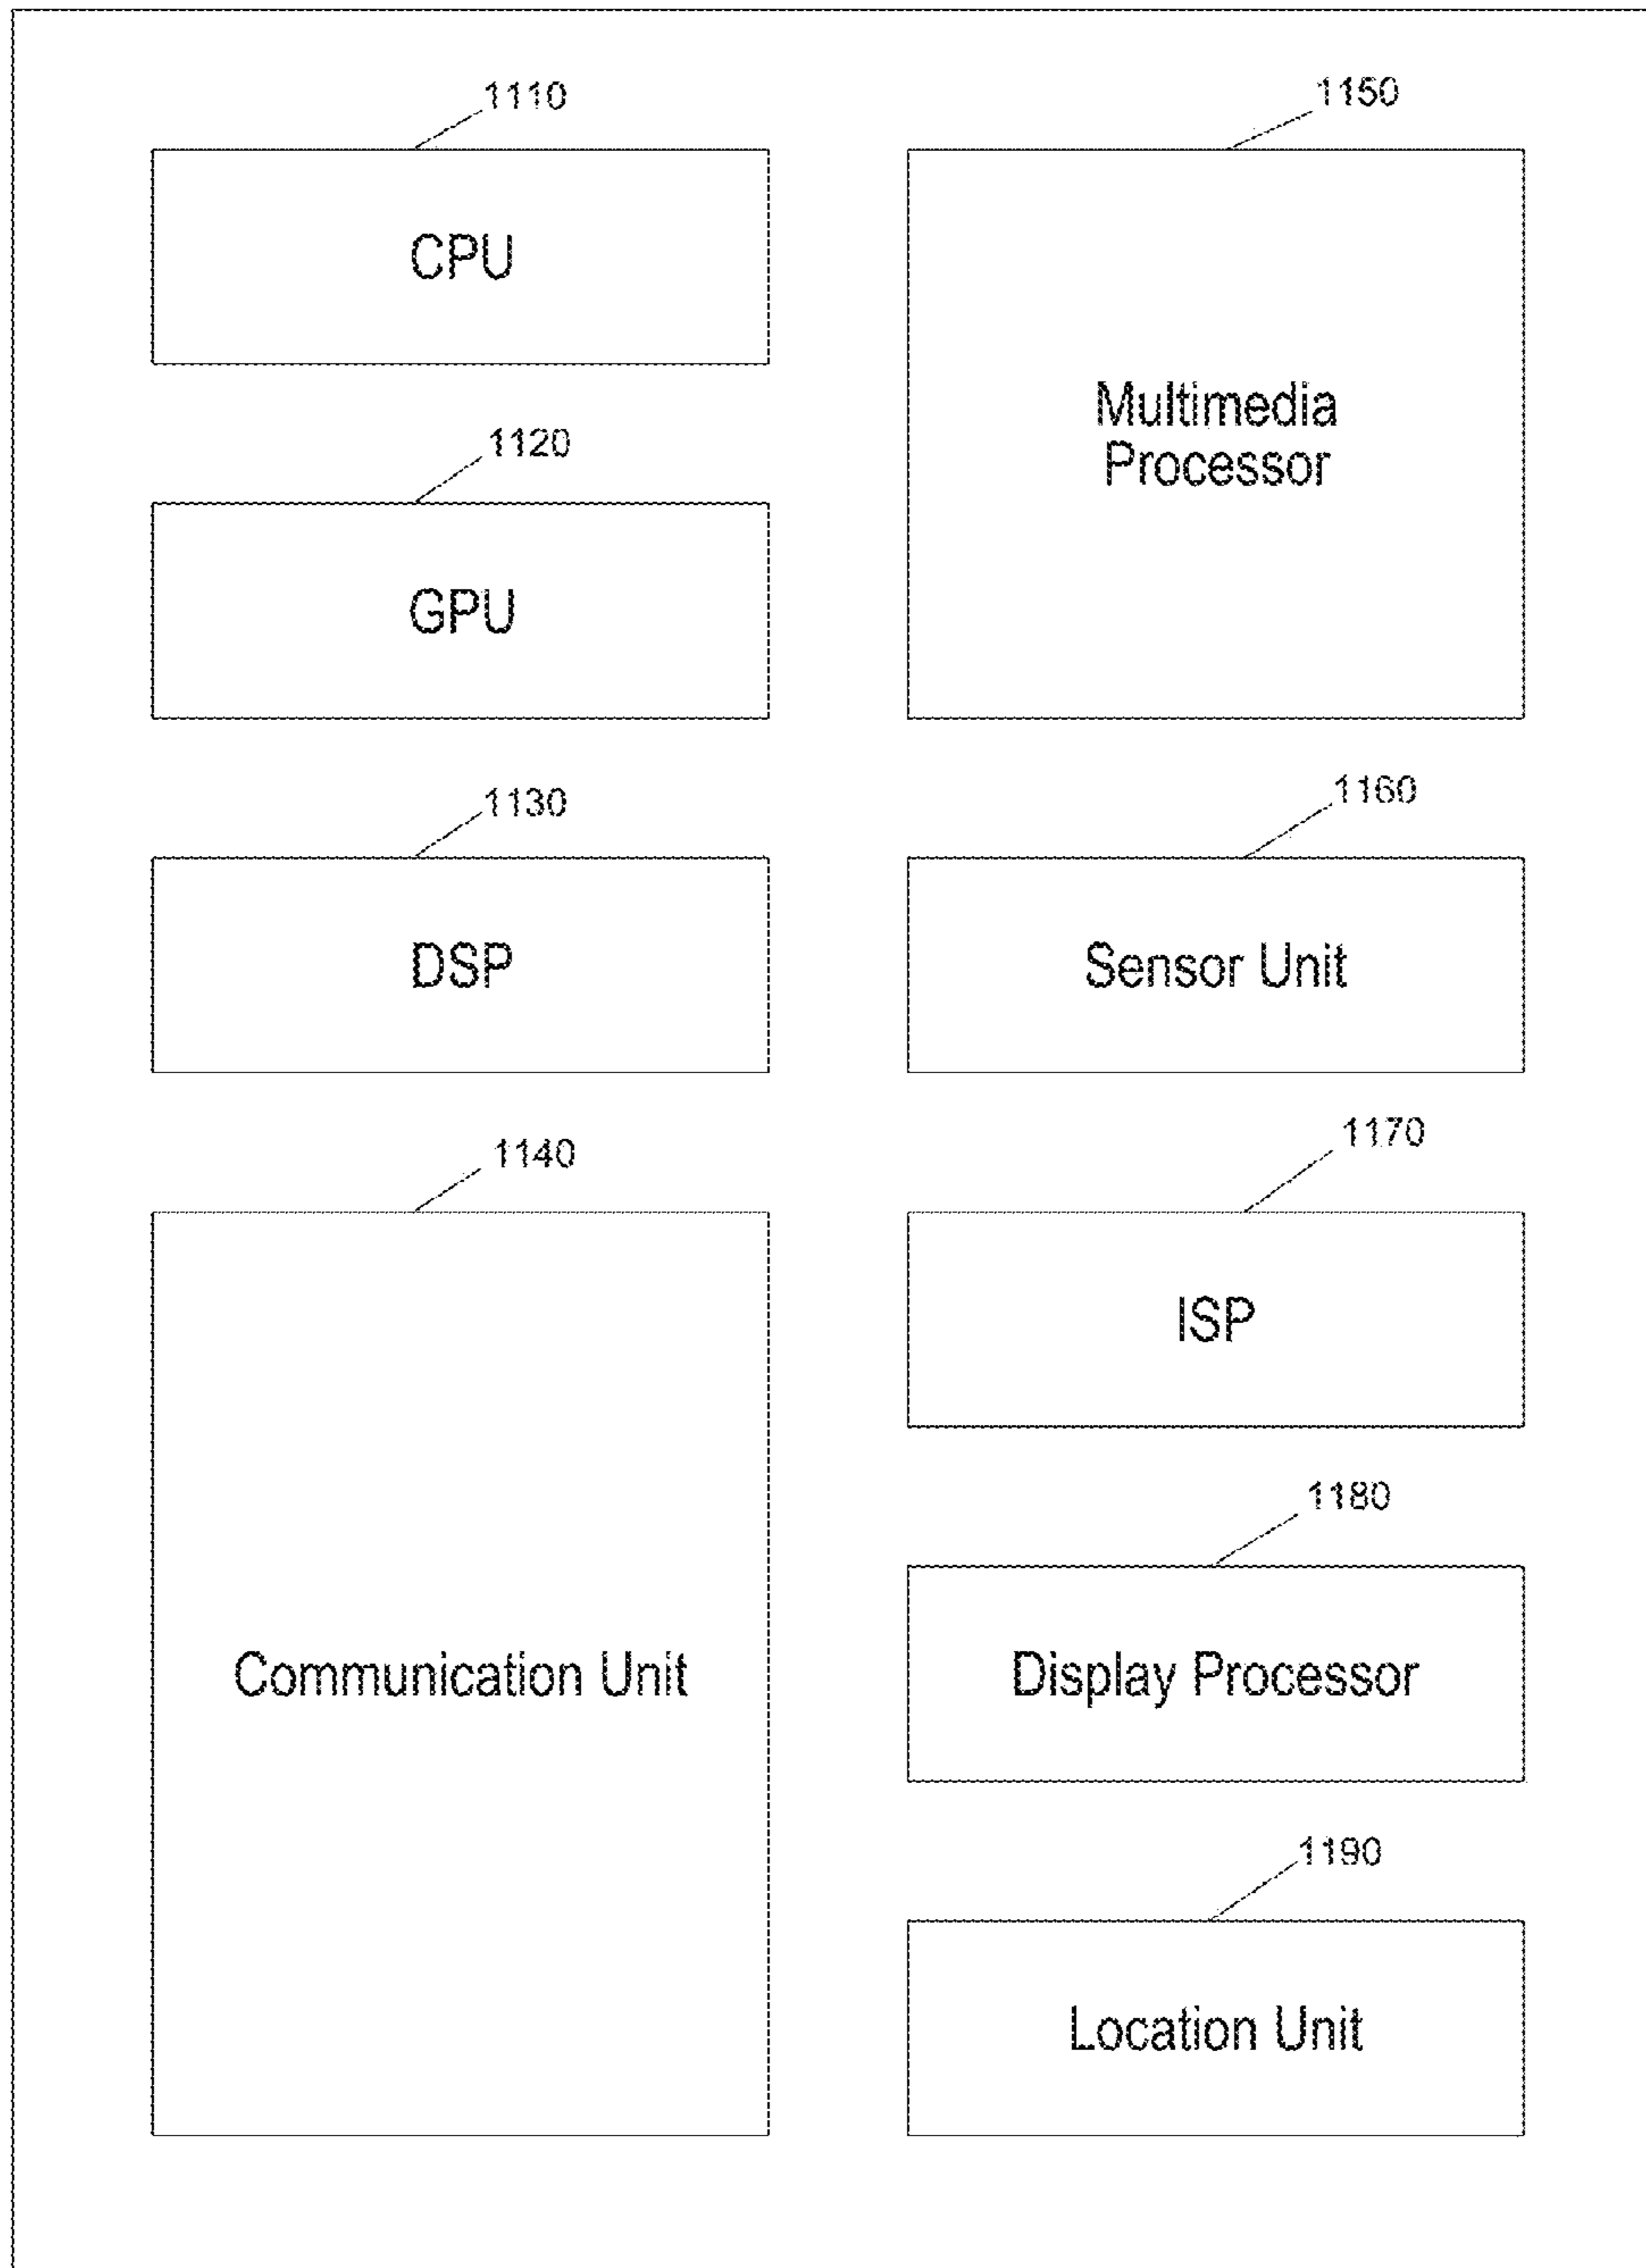 1110
CPU
1120
GPU
1130
DSP
1140
Communication Unit
1150
Multimedia
Processor
1160
Sensor Unit
1170
ISP
1180
Display Processor
1190
Location Unit